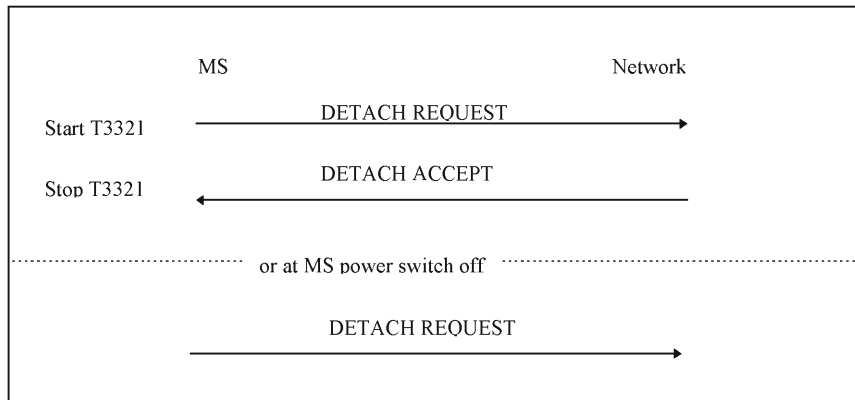 MS Network
DETACH REQUEST
Start T3321
DETACH ACCEPT
Stop T3321
or at MS power switch off
DETACH REQUEST